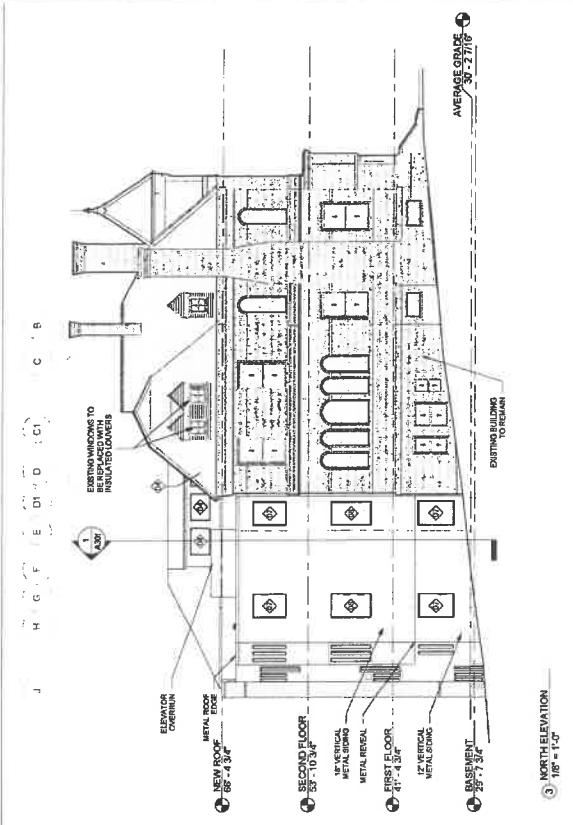 J H G F E D1 D C1 C B
1
A301
EXISTING WINDOWS TO
BE REPLACED WITH
INSULATED LOUVERS
ELEVATOR
OVERRUN
METAL ROOF
EDGE
NEW ROOF
66' - 4 3/4"
SECOND FLOOR
53' - 10 3/4"
18" VERTICAL
METAL SIDING
METAL REVEAL
FIRST FLOOR
41' - 4 3/4"
12" VERTICAL
METAL SIDING
BASEMENT
29' - 7 3/4"
EXISTING BUILDING
TO REMAIN
AVERAGE GRADE
30' - 2 7/16"
3 NORTH ELEVATION
1/8" = 1'-0"